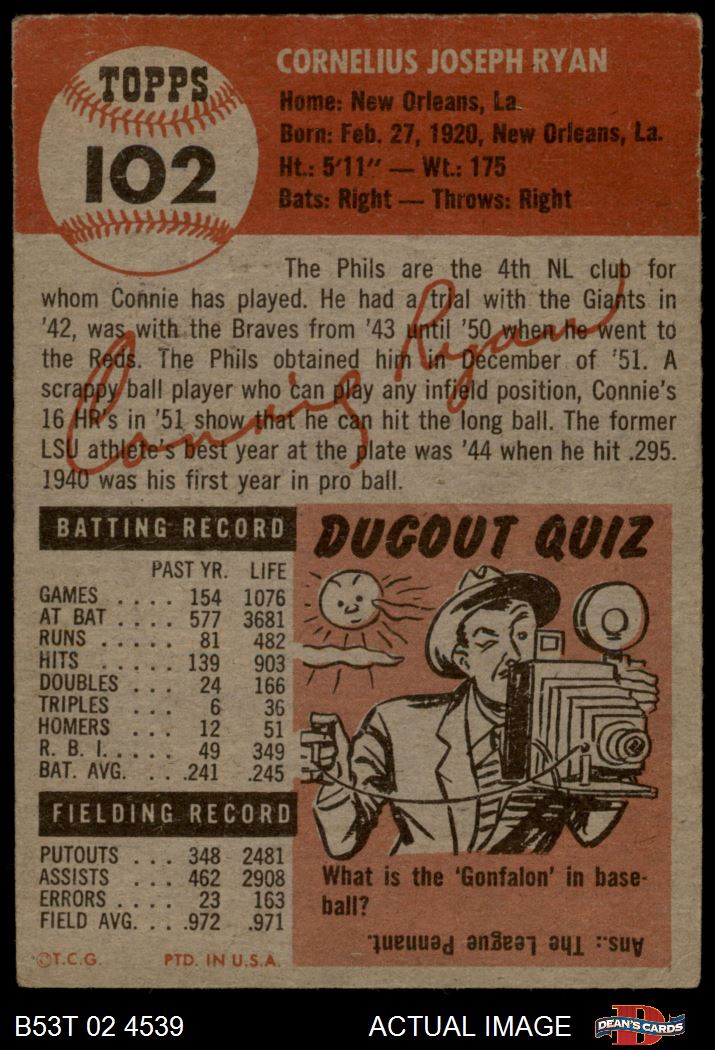 TOPPS
102
CORNELIUS JOSEPH RYAN
Home: New Orleans, La.
Born: Feb. 27, 1920, New Orleans, La.
Ht.: 5'11" — Wt.: 175
Bats: Right — Throws: Right
The Phils are the 4th NL club for
whom Connie has played. He had a trial with the Giants in
'42, was with the Braves from '43 until '50 when he went to
the Reds. The Phils obtained him in December of '51. A
scrappy ball player who can play any infield position, Connie's
16 HR's in '51 show that he can hit the long ball. The former
LSU athlete's best year at the plate was '44 when he hit .295.
1940 was his first year in pro ball.
Connie Ryan
BATTING RECORD
PAST YR. LIFE
GAMES .... 154 1076
AT BAT .... 577 3681
RUNS ..... 81 482
HITS ..... 139 903
DOUBLES ... 24 166
TRIPLES ... 6 36
HOMERS ... 12 51
R. B. I. .... 49 349
BAT. AVG. ... .241 .245
FIELDING RECORD
PUTOUTS ... 348 2481
ASSISTS ... 462 2908
ERRORS .... 23 163
FIELD AVG. ... .972 .971
©T.C.G. PTD. IN U.S.A.
DUGOUT QUIZ
What is the 'Gonfalon' in base-
ball?
Ans.: The League Pennant.
B53T 02 4539
ACTUAL IMAGE
D
DEAN'S CARDS